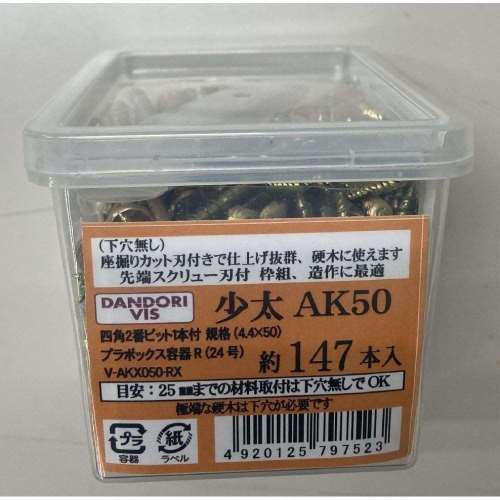 (下穴無し)
座掘りカット刃付きで仕上げ抜群、硬木に使えます
先端スクリュー刃付 枠組、造作に最適
DANDORI
VIS
少太 AK50
四角2番ビット1本付 規格 (4.4×50)
プラボックス容器R (24号)
V-AKX050-RX
約147本入
目安：25㎜までの材料取付は下穴無しでOK
極端な硬木は下穴が必要です
プラ
容器
紙
ラベル
4920125797523